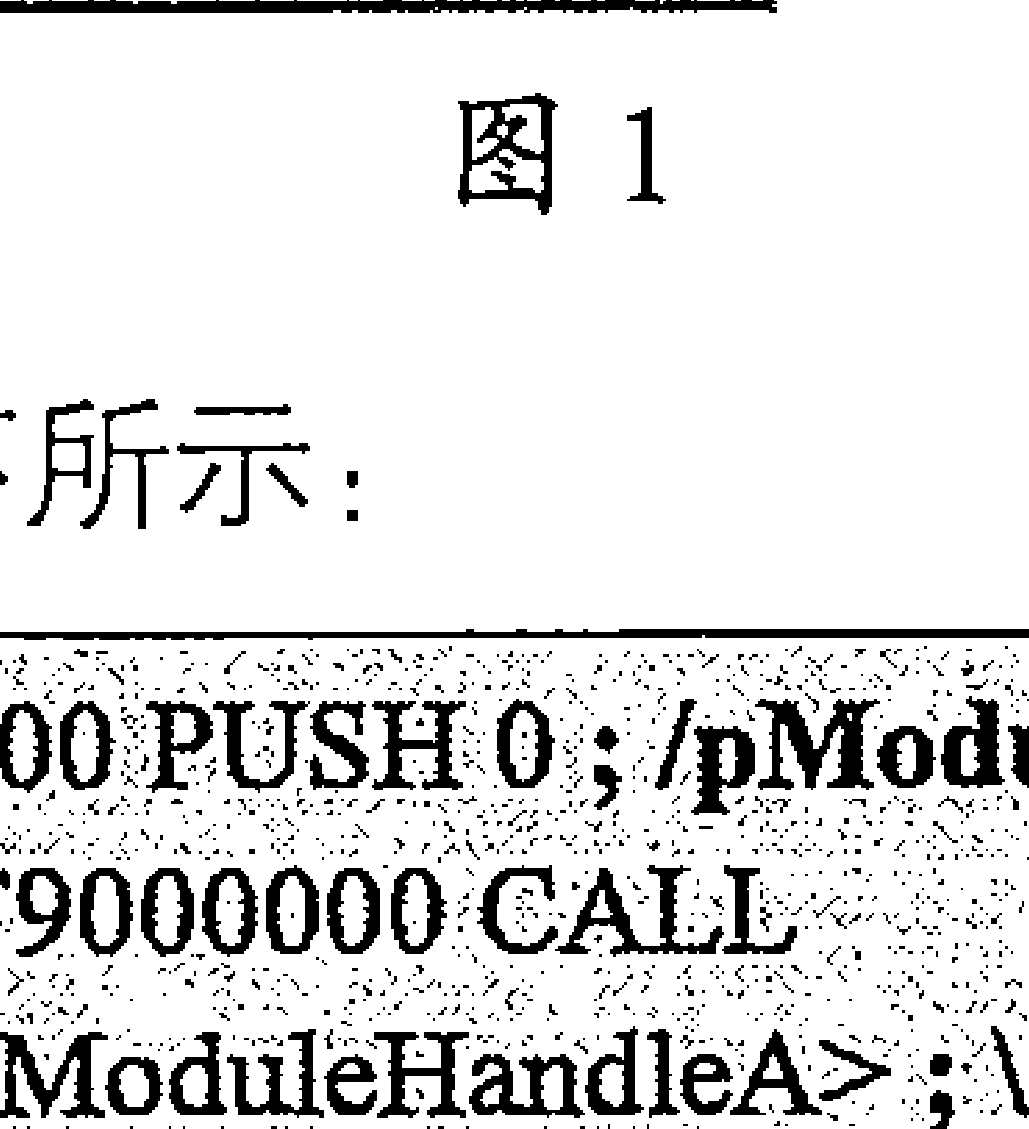 图 1
所示：
00 PUSH 0 ; /pModu
9000000 CALL
ModuleHandleA> ;\